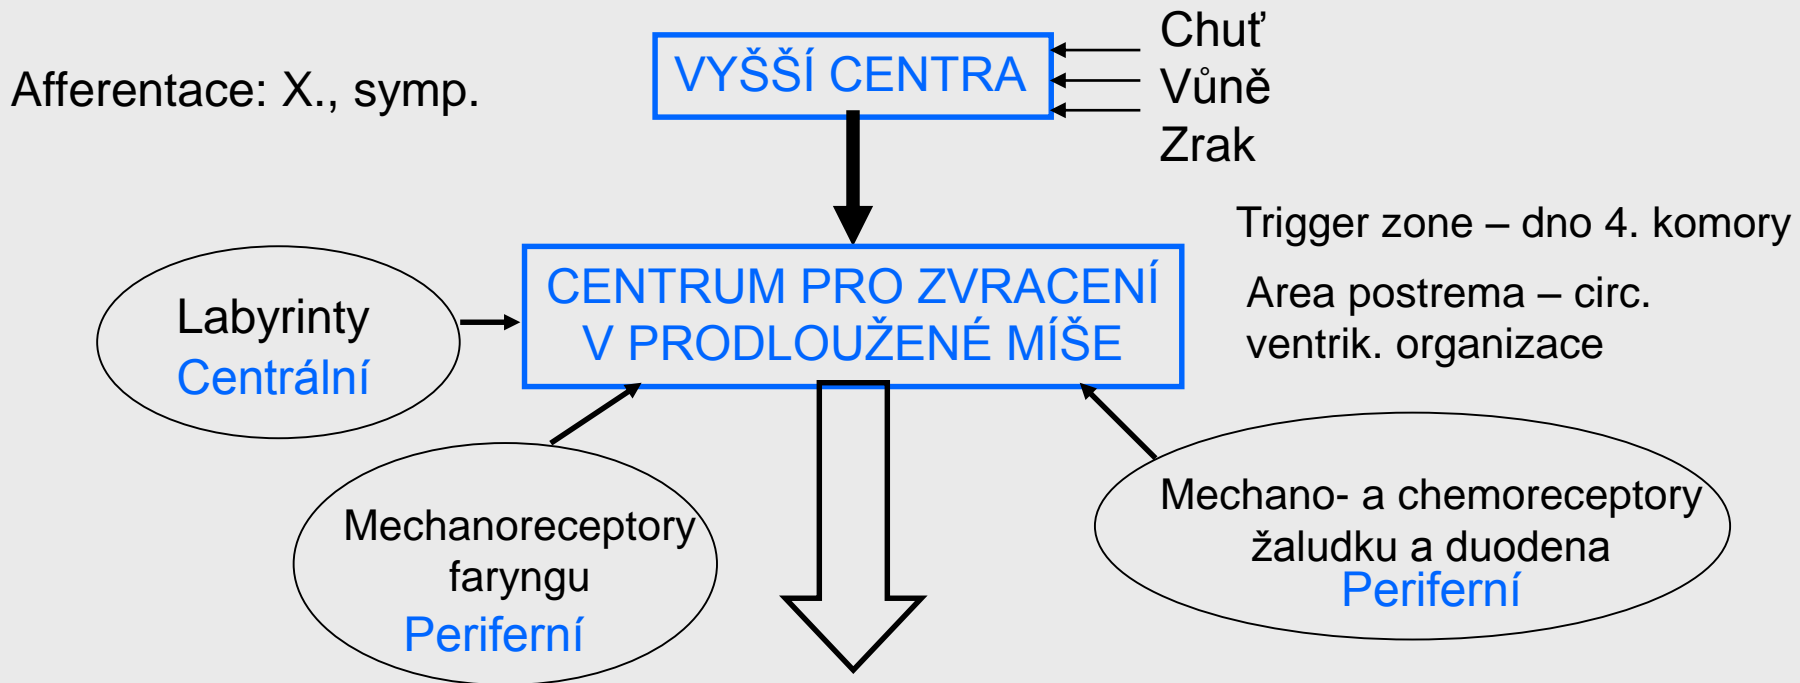 Afferentace: X., symp.
VYŠŠÍ CENTRA
Chuť
Vůně
Zrak
Trigger zone – dno 4. komory
Area postrema – circ.
ventrik. organizace
CENTRUM PRO ZVRACENÍ
V PRODLOUŽENÉ MÍŠE
Labyrinty
Centrální
Mechanoreceptory
faryngu
Periferní
Mechano- a chemoreceptory
žaludku a duodena
Periferní